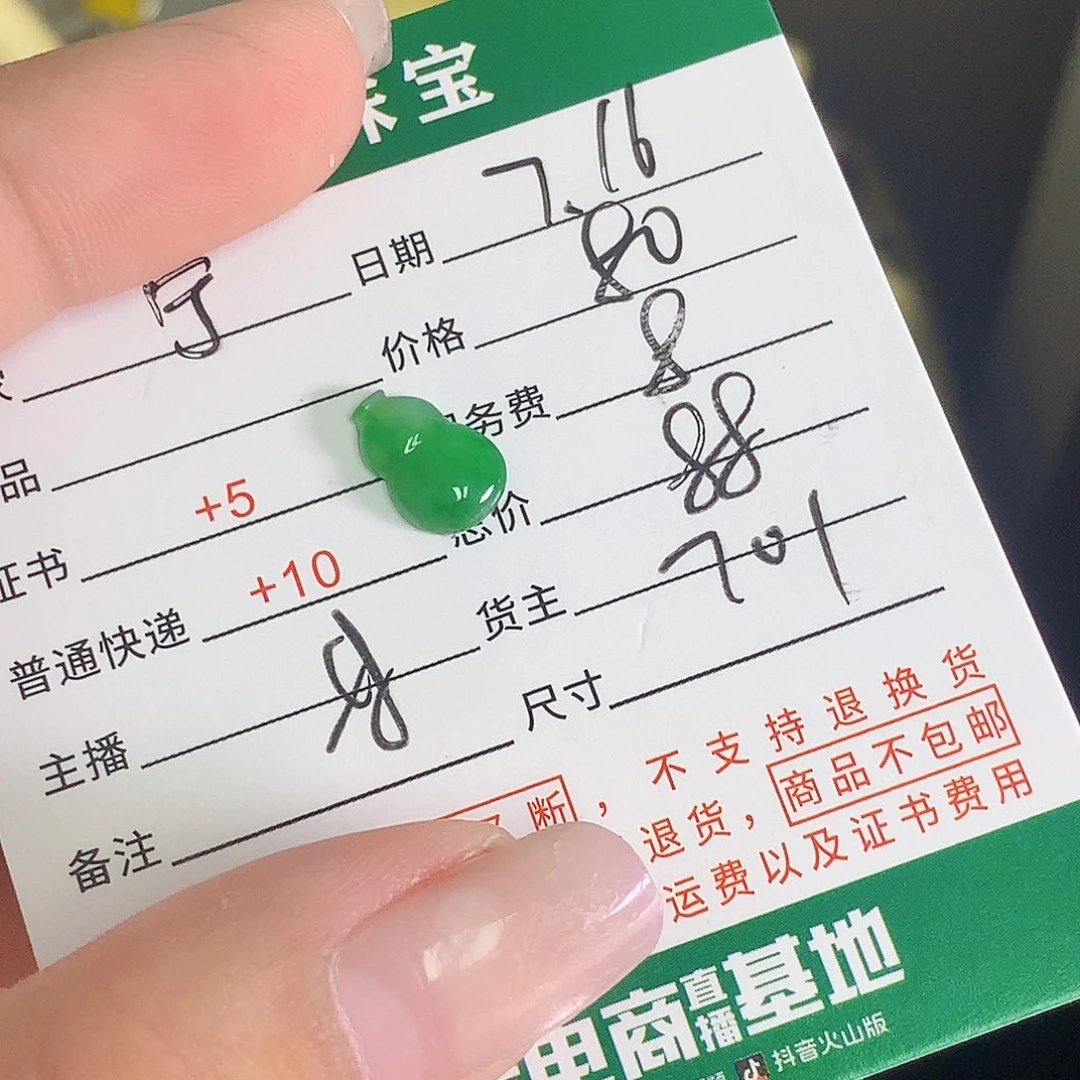 宝
日期 7.16
宁
价格 80
品
务费 8
证书 +5
总价 88
普通快递 +10
货主 701
主播
尺寸
备注
断，不支持退换货
退货，商品不包邮
运费以及证书费用
电商直播基地
抖音火山版